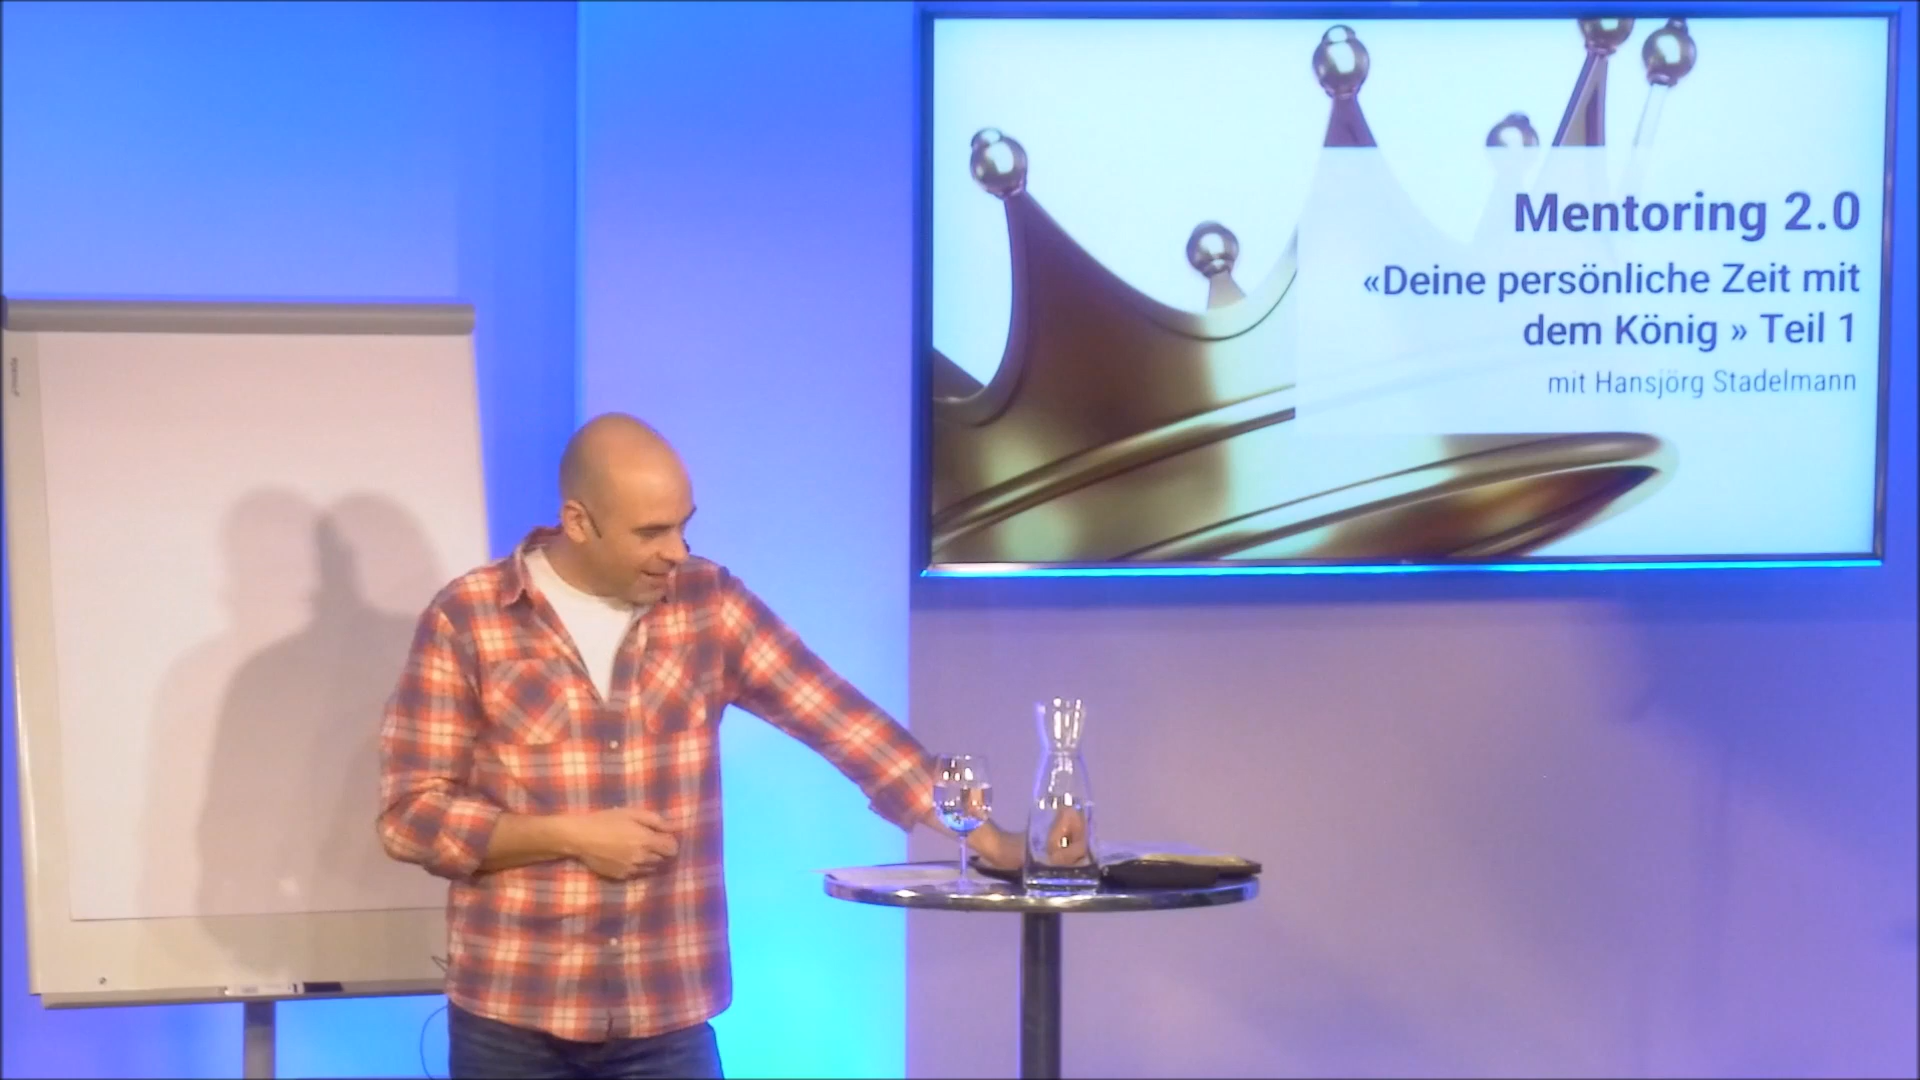 Mentoring 2.0
«Deine persönliche Zeit mit
dem König » Teil 1
mit Hansjörg Stadelmann